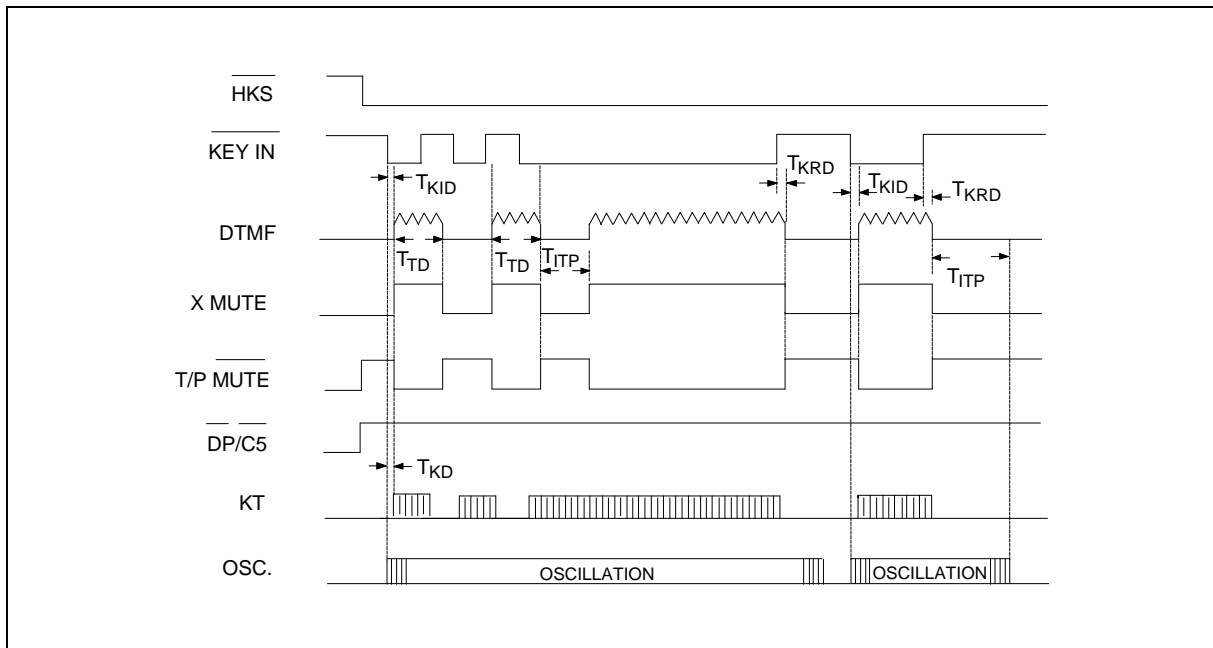 HKS
KEY IN
TKRD
TKID
TKID
TKRD
DTMF
TTD
TTD
TITP
TITP
X MUTE
T/P MUTE
DP/C5
TKD
KT
OSC.
OSCILLATION
OSCILLATION